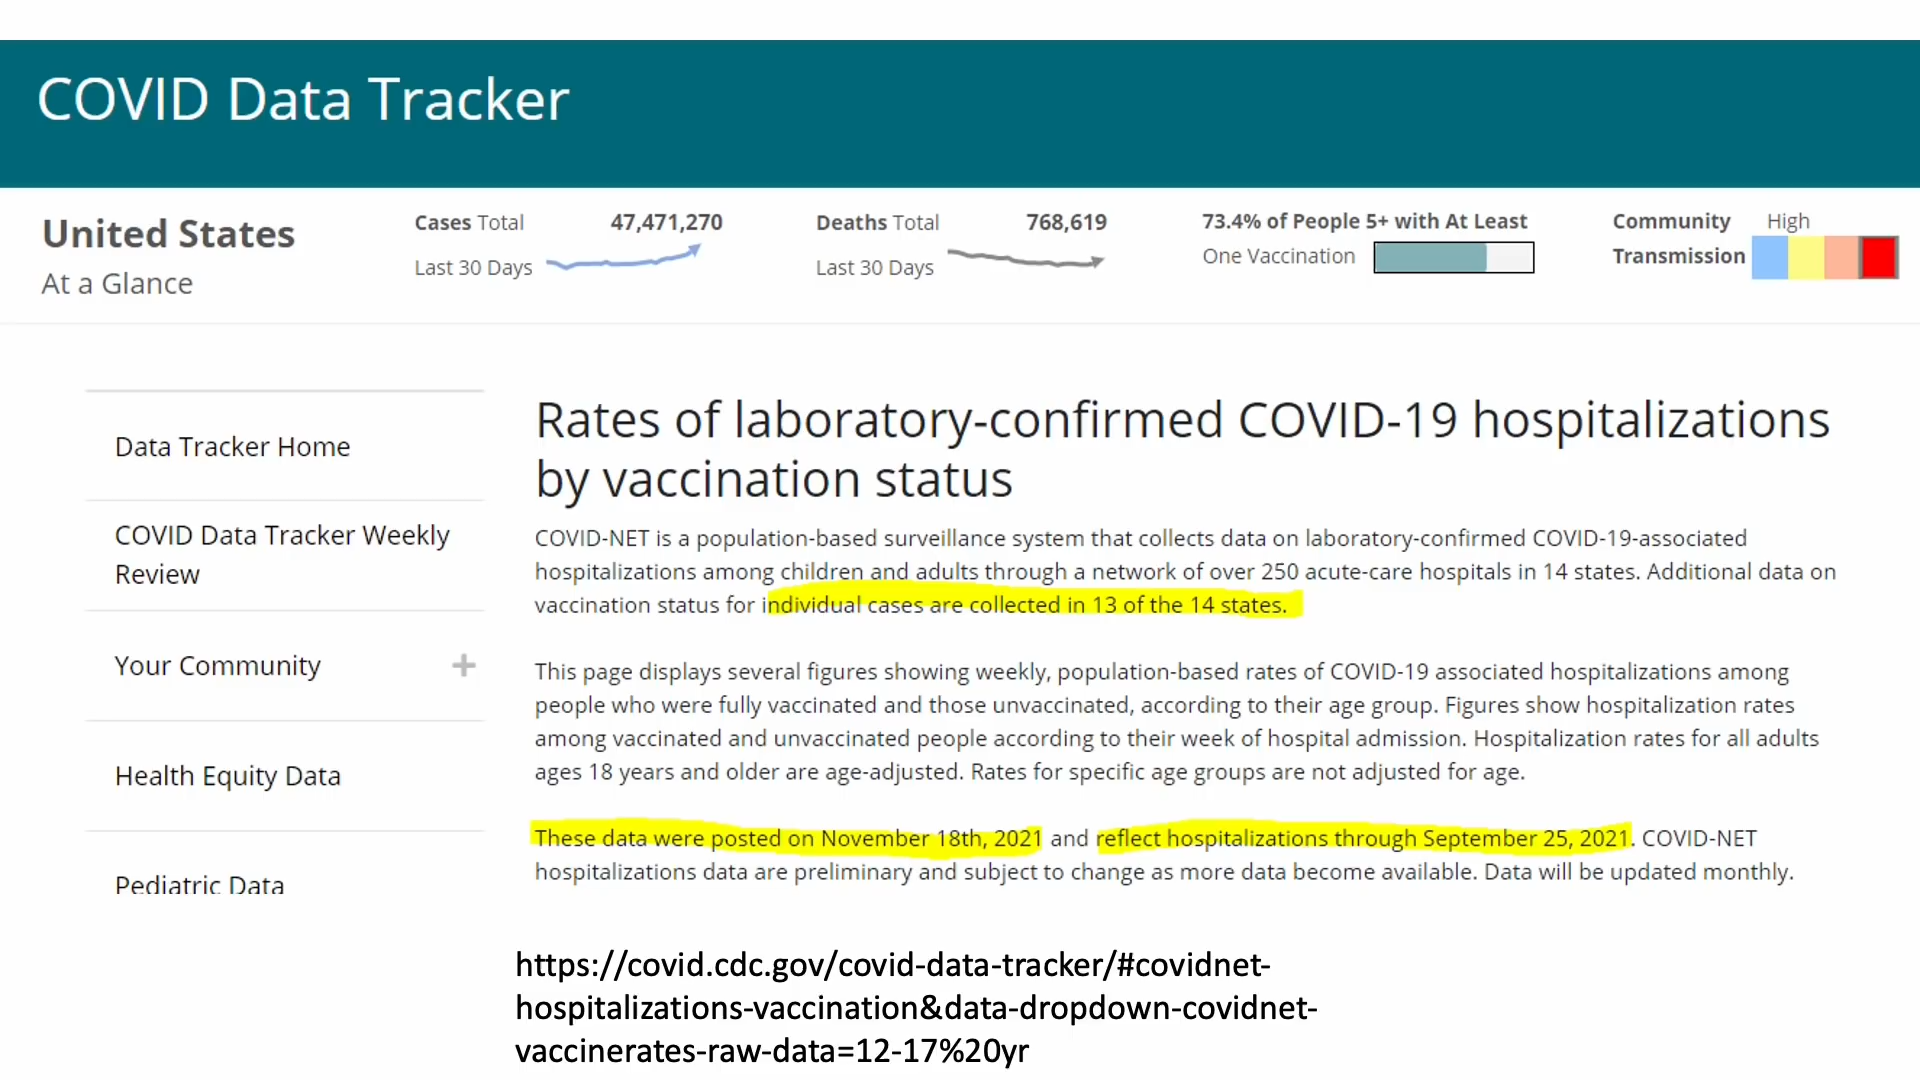 COVID Data Tracker
United States
At a Glance
Cases Total 47,471,270
Last 30 Days
Deaths Total 768,619
Last 30 Days
73.4% of People 5+ with At Least
One Vaccination
Community High
Transmission
Data Tracker Home
COVID Data Tracker Weekly
Review
Your Community +
Health Equity Data
Pediatric Data
Rates of laboratory-confirmed COVID-19 hospitalizations
by vaccination status
COVID-NET is a population-based surveillance system that collects data on laboratory-confirmed COVID-19-associated
hospitalizations among children and adults through a network of over 250 acute-care hospitals in 14 states. Additional data on
vaccination status for individual cases are collected in 13 of the 14 states.
This page displays several figures showing weekly, population-based rates of COVID-19 associated hospitalizations among
people who were fully vaccinated and those unvaccinated, according to their age group. Figures show hospitalization rates
among vaccinated and unvaccinated people according to their week of hospital admission. Hospitalization rates for all adults
ages 18 years and older are age-adjusted. Rates for specific age groups are not adjusted for age.
These data were posted on November 18th, 2021 and reflect hospitalizations through September 25, 2021. COVID-NET
hospitalizations data are preliminary and subject to change as more data become available. Data will be updated monthly.
https://covid.cdc.gov/covid-data-tracker/#covidnet-
hospitalizations-vaccination&data-dropdown-covidnet-
vaccinerates-raw-data=12-17%20yr